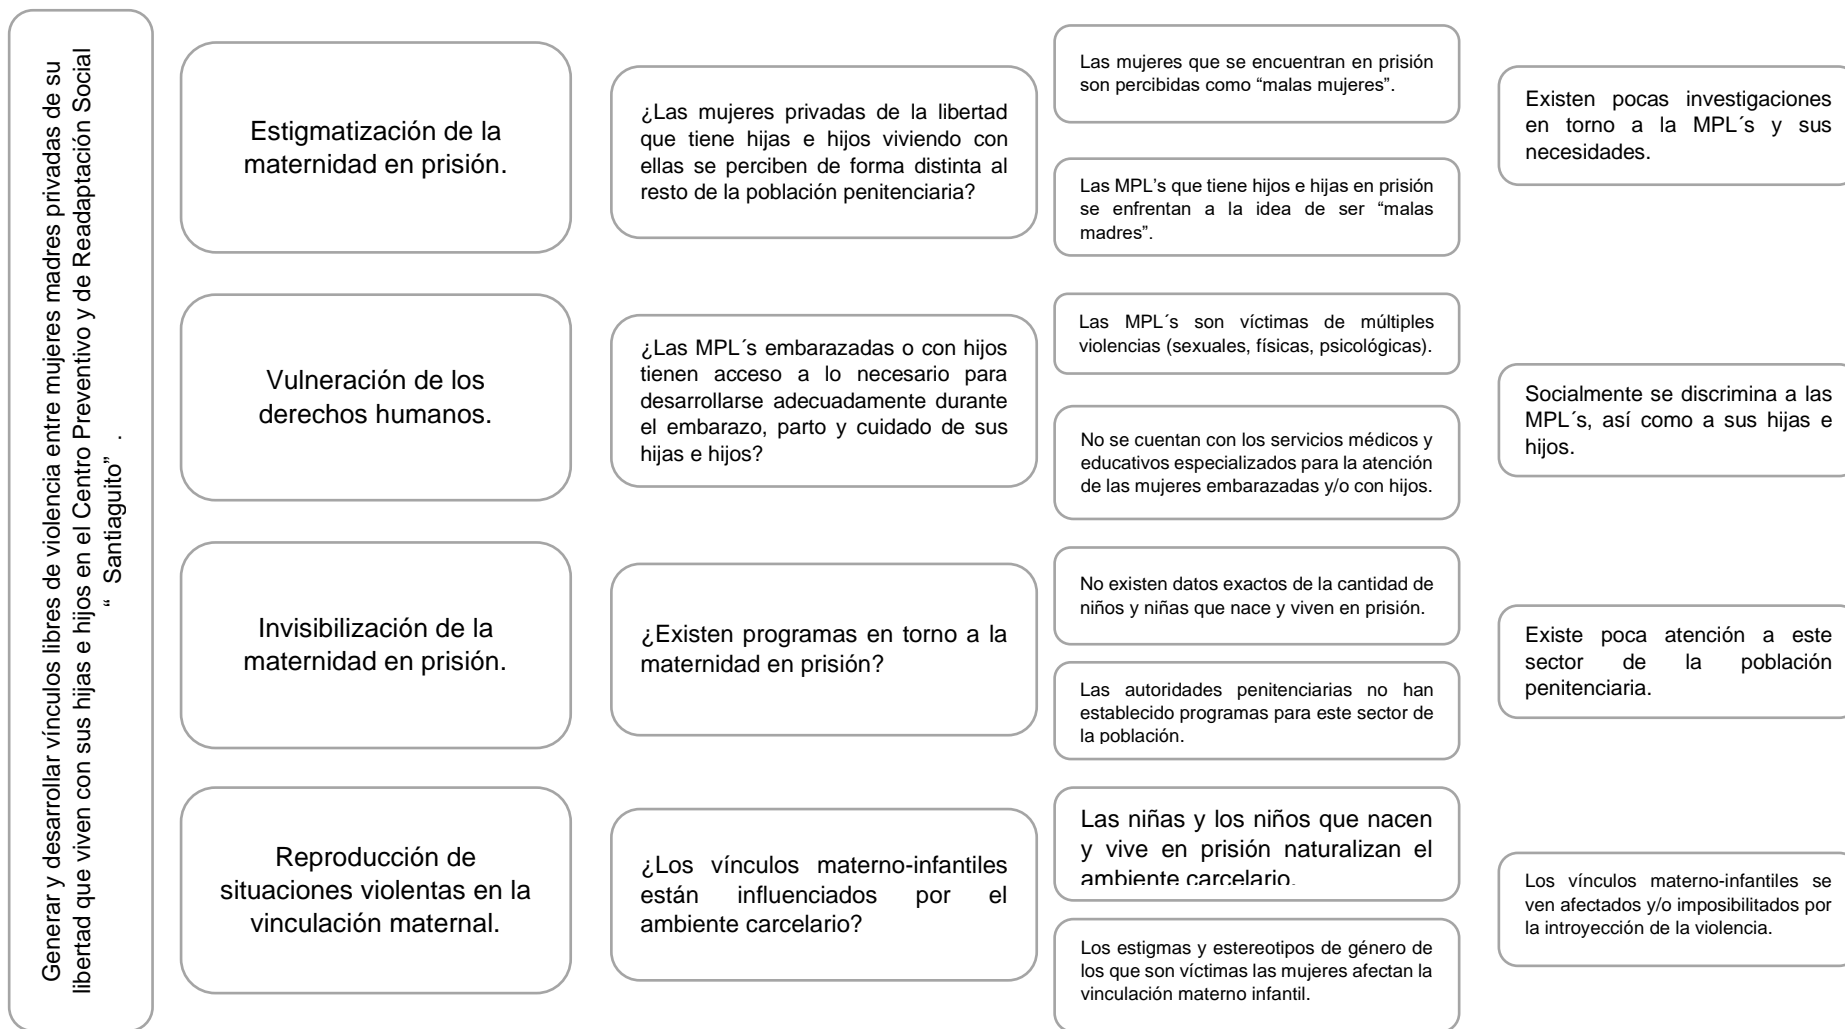 Generar y desarrollar vínculos libres de violencia entre mujeres madres privadas de su
libertad que viven con sus hijas e hijos en el Centro Preventivo y de Readaptación Social
“ Santiaguito” .
Estigmatización de la
maternidad en prisión.
¿Las mujeres privadas de la libertad
que tiene hijas e hijos viviendo con
ellas se perciben de forma distinta al
resto de la población penitenciaria?
Las mujeres que se encuentran en prisión
son percibidas como “malas mujeres”.
Las MPL’s que tiene hijos e hijas en prisión
se enfrentan a la idea de ser “malas
madres”.
Existen pocas investigaciones
en torno a la MPL´s y sus
necesidades.
Vulneración de los
derechos humanos.
¿Las MPL´s embarazadas o con hijos
tienen acceso a lo necesario para
desarrollarse adecuadamente durante
el embarazo, parto y cuidado de sus
hijas e hijos?
Las MPL´s son víctimas de múltiples
violencias (sexuales, físicas, psicológicas).
No se cuentan con los servicios médicos y
educativos especializados para la atención
de las mujeres embarazadas y/o con hijos.
Socialmente se discrimina a las
MPL´s, así como a sus hijas e
hijos.
Invisibilización de la
maternidad en prisión.
¿Existen programas en torno a la
maternidad en prisión?
No existen datos exactos de la cantidad de
niños y niñas que nace y viven en prisión.
Las autoridades penitenciarias no han
establecido programas para este sector de
la población.
Existe poca atención a este
sector de la población
penitenciaria.
Reproducción de
situaciones violentas en la
vinculación maternal.
¿Los vínculos materno-infantiles
están influenciados por el
ambiente carcelario?
Las niñas y los niños que nacen
y vive en prisión naturalizan el
ambiente carcelario.
Los estigmas y estereotipos de género de
los que son víctimas las mujeres afectan la
vinculación materno infantil.
Los vínculos materno-infantiles se
ven afectados y/o imposibilitados por
la introyección de la violencia.